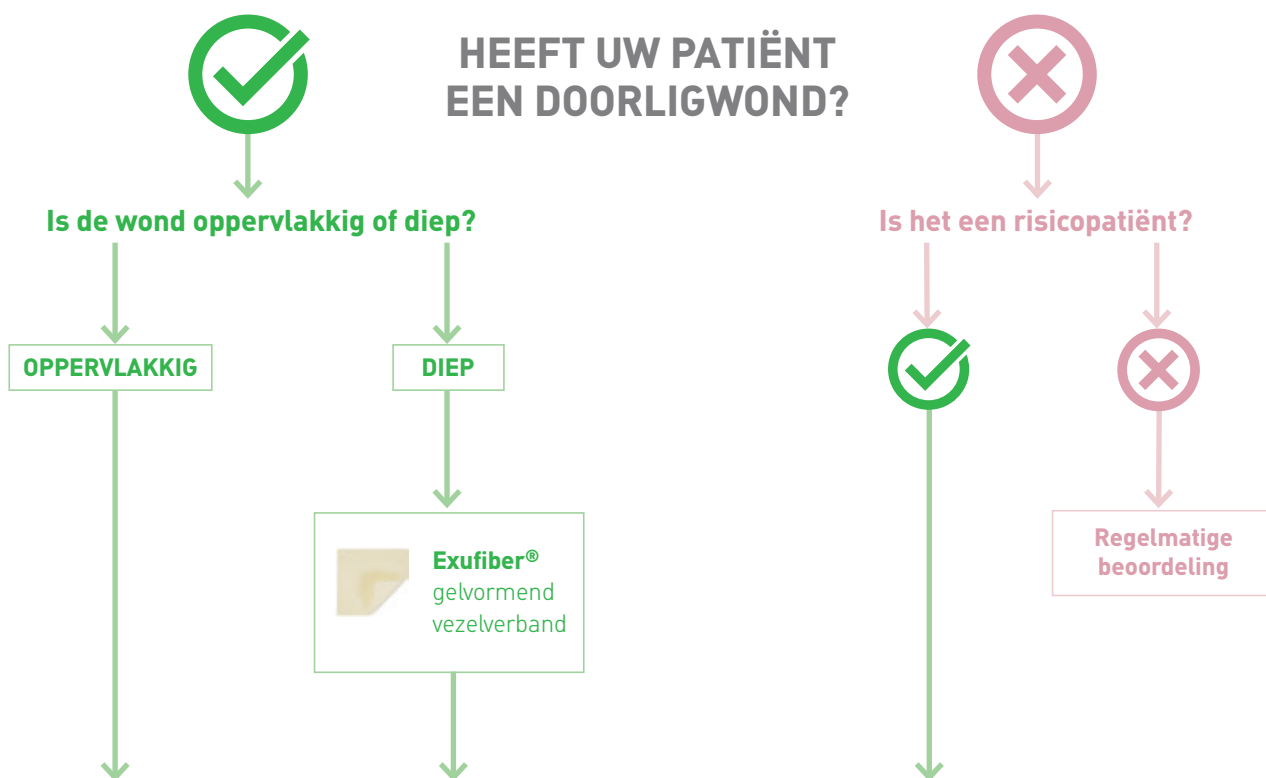 HEEFT UW PATIËNT
EEN DOORLIGWOND?
Is de wond oppervlakkig of diep?
Is het een risicopatiënt?
OPPERVLAKKIG
DIEP
Exufiber®
gelvormend
vezelverband
Regelmatige
beoordeling